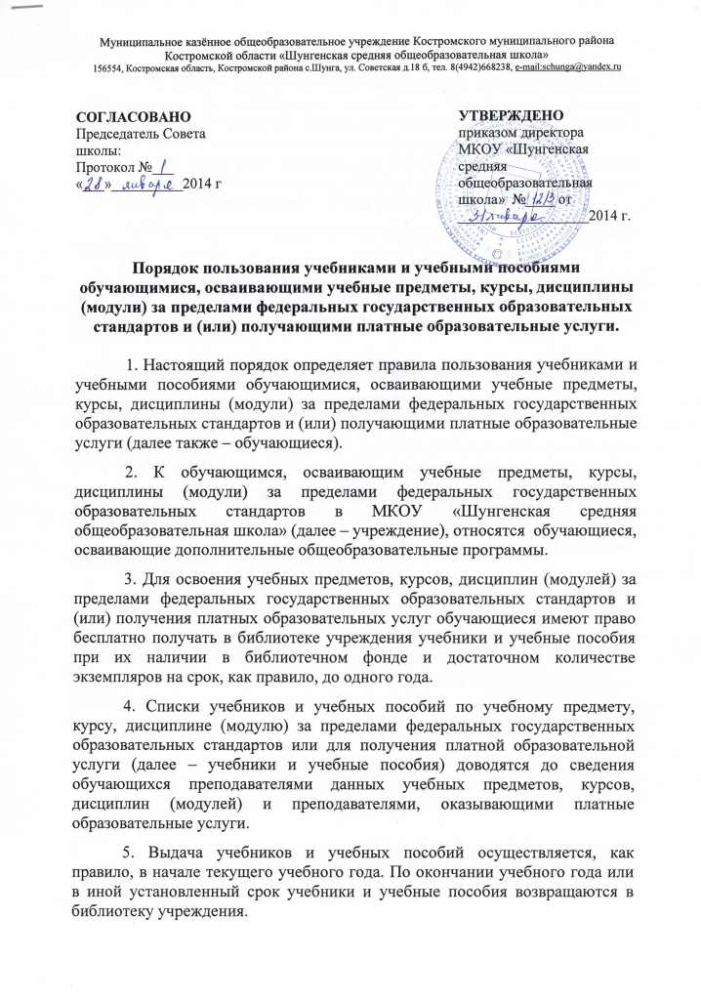 Муниципальное казённое общеобразовательное учреждение Костромского муниципального района
Костромской области «Шунгенская средняя общеобразовательная школа»
156554, Костромская область, Костромской района с.Шунга, ул. Советская д.18 б, тел. 8(4942)668238, e-mail:schunga@yandex.ru
СОГЛАСОВАНО
Председатель Совета
школы:
Протокол № 1
«28» января 2014 г
УТВЕРЖДЕНО
приказом директора
МКОУ «Шунгенская
средняя
общеобразовательная
школа» № 12/3 от
31 января 2014 г.
Порядок пользования учебниками и учебными пособиями
обучающимися, осваивающими учебные предметы, курсы, дисциплины
(модули) за пределами федеральных государственных образовательных
стандартов и (или) получающими платные образовательные услуги.
1. Настоящий порядок определяет правила пользования учебниками и
учебными пособиями обучающимися, осваивающими учебные предметы,
курсы, дисциплины (модули) за пределами федеральных государственных
образовательных стандартов и (или) получающими платные образовательные
услуги (далее также – обучающиеся).
2. К обучающимся, осваивающим учебные предметы, курсы,
дисциплины (модули) за пределами федеральных государственных
образовательных стандартов в МКОУ «Шунгенская средняя
общеобразовательная школа» (далее – учреждение), относятся обучающиеся,
осваивающие дополнительные общеобразовательные программы.
3. Для освоения учебных предметов, курсов, дисциплин (модулей) за
пределами федеральных государственных образовательных стандартов и
(или) получения платных образовательных услуг обучающиеся имеют право
бесплатно получать в библиотеке учреждения учебники и учебные пособия
при их наличии в библиотечном фонде и достаточном количестве
экземпляров на срок, как правило, до одного года.
4. Списки учебников и учебных пособий по учебному предмету,
курсу, дисциплине (модулю) за пределами федеральных государственных
образовательных стандартов или для получения платной образовательной
услуги (далее – учебники и учебные пособия) доводятся до сведения
обучающихся преподавателями данных учебных предметов, курсов,
дисциплин (модулей) и преподавателями, оказывающими платные
образовательные услуги.
5. Выдача учебников и учебных пособий осуществляется, как
правило, в начале текущего учебного года. По окончании учебного года или
в иной установленный срок учебники и учебные пособия возвращаются в
библиотеку учреждения.